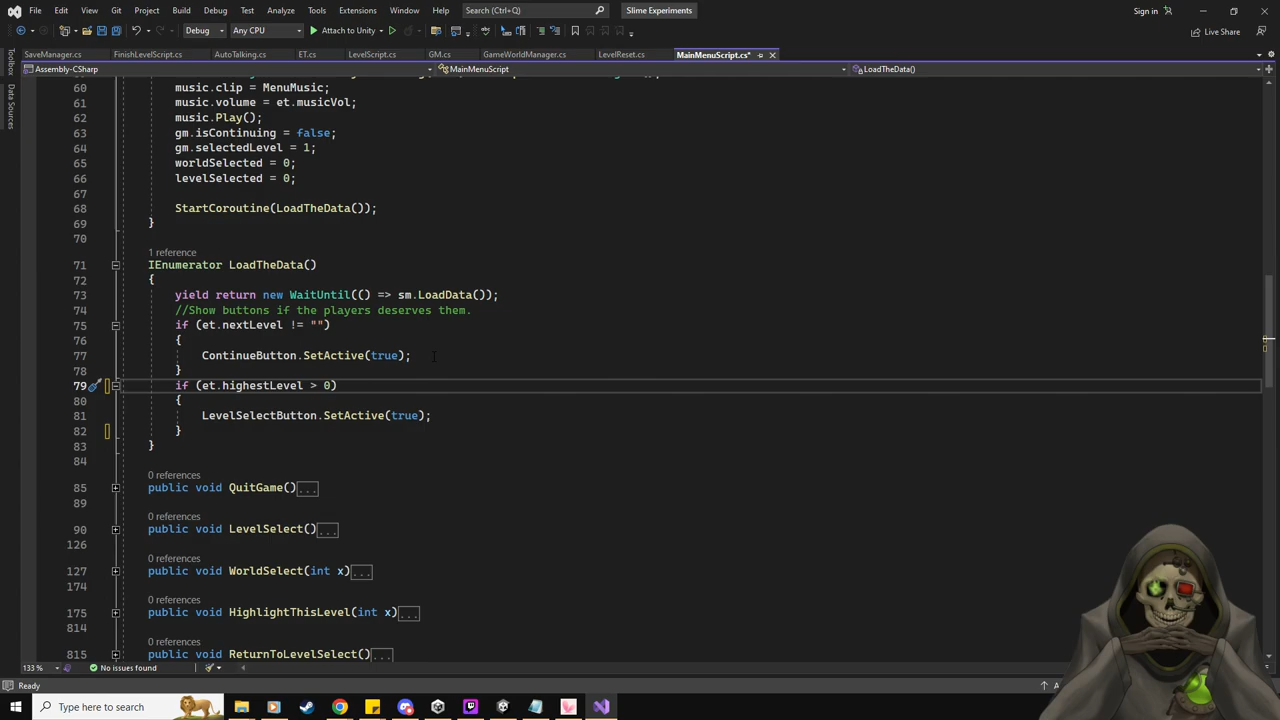 File Edit View Git Project Build Debug Test Analyze Tools Extensions Window Help Search (Ctrl+Q) Slime Experiments Sign in
Debug Any CPU Attach to Unity Live Share
SaveManager.cs FinishLevelScript.cs AutoTalking.cs ET.cs LevelScript.cs GM.cs GameWorldManager.cs LevelReset.cs MainMenuScript.cs*
Assembly-CSharp MainMenuScript LoadTheData()
Toolbox
Data Sources
60 music.clip = MenuMusic;
61 music.volume = et.musicVol;
62 music.Play();
63 gm.isContinuing = false;
64 gm.selectedLevel = 1;
65 worldSelected = 0;
66 levelSelected = 0;
67
68 StartCoroutine(LoadTheData());
69 }
70
1 reference
71 IEnumerator LoadTheData()
72 {
73 yield return new WaitUntil(() => sm.LoadData());
74 //Show buttons if the players deserves them.
75 if (et.nextLevel != "")
76 {
77 ContinueButton.SetActive(true);
78 }
79 if (et.highestLevel > 0)
80 {
81 LevelSelectButton.SetActive(true);
82 }
83 }
84
0 references
85 public void QuitGame()...
89
0 references
90 public void LevelSelect()...
126
0 references
127 public void WorldSelect(int x)...
174
0 references
175 public void HighlightThisLevel(int x)...
814
0 references
815 public void ReturnToLevelSelect()...
133 % No issues found
Ready
Type here to search